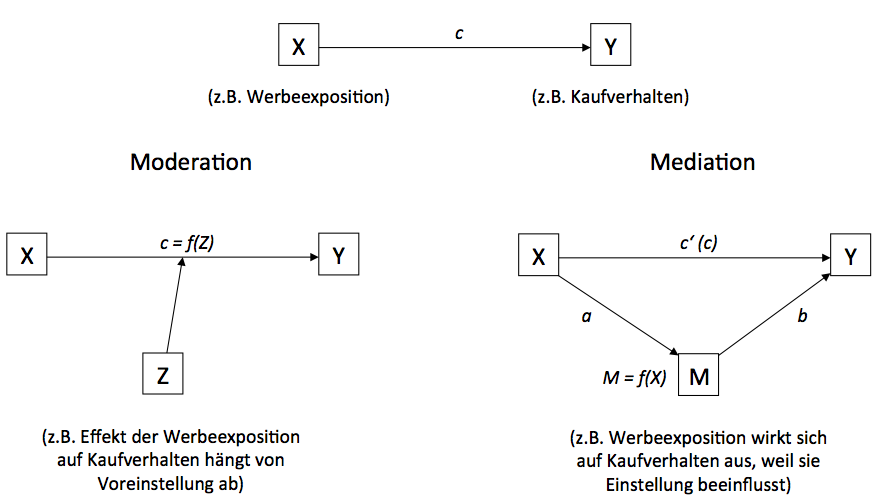 c
X
Y
(z.B. Werbeexposition)
(z.B. Kaufverhalten)
Moderation
X
c = f(Z)
Y
Z
(z.B. Effekt der Werbeexposition
auf Kaufverhalten hängt von
Voreinstellung ab)
Mediation
X
c‘ (c)
Y
a
b
M = f(X)
M
(z.B. Werbeexposition wirkt sich
auf Kaufverhalten aus, weil sie
Einstellung beeinflusst)